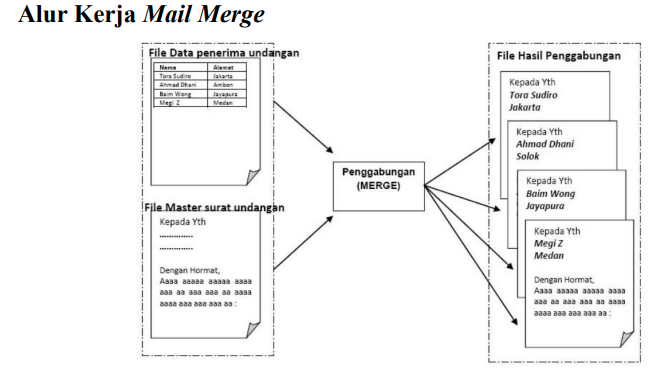 Alur Kerja Mail Merge
File Data penerima undangan
Nama Alamat
Tora Sudiro Jakarta
Ahmad Dhani Ambon
Baim Wong Jayapura
Megi Z Medan
File Master surat undangan
Kepada Yth
..............
..............
Dengan Hormat,
Aaaa aaaaa aaaaa aaaa
aaa aa aaa aaa aa aaaa
aaaa aaa aaa aaa aa :
Penggabungan
(MERGE)
File Hasil Penggabungan
Kepada Yth
Tora Sudiro
Jakarta
Kepada Yth
Ahmad Dhani
Solok
Kepada Yth
Baim Wong
Jayapura
Kepada Yth
Megi Z
Medan
Dengan Hormat,
Aaaa aaaaa aaaaa aaaa
aaa aa aaa aaa aa aaaa
aaaa aaa aaa aaa aa :